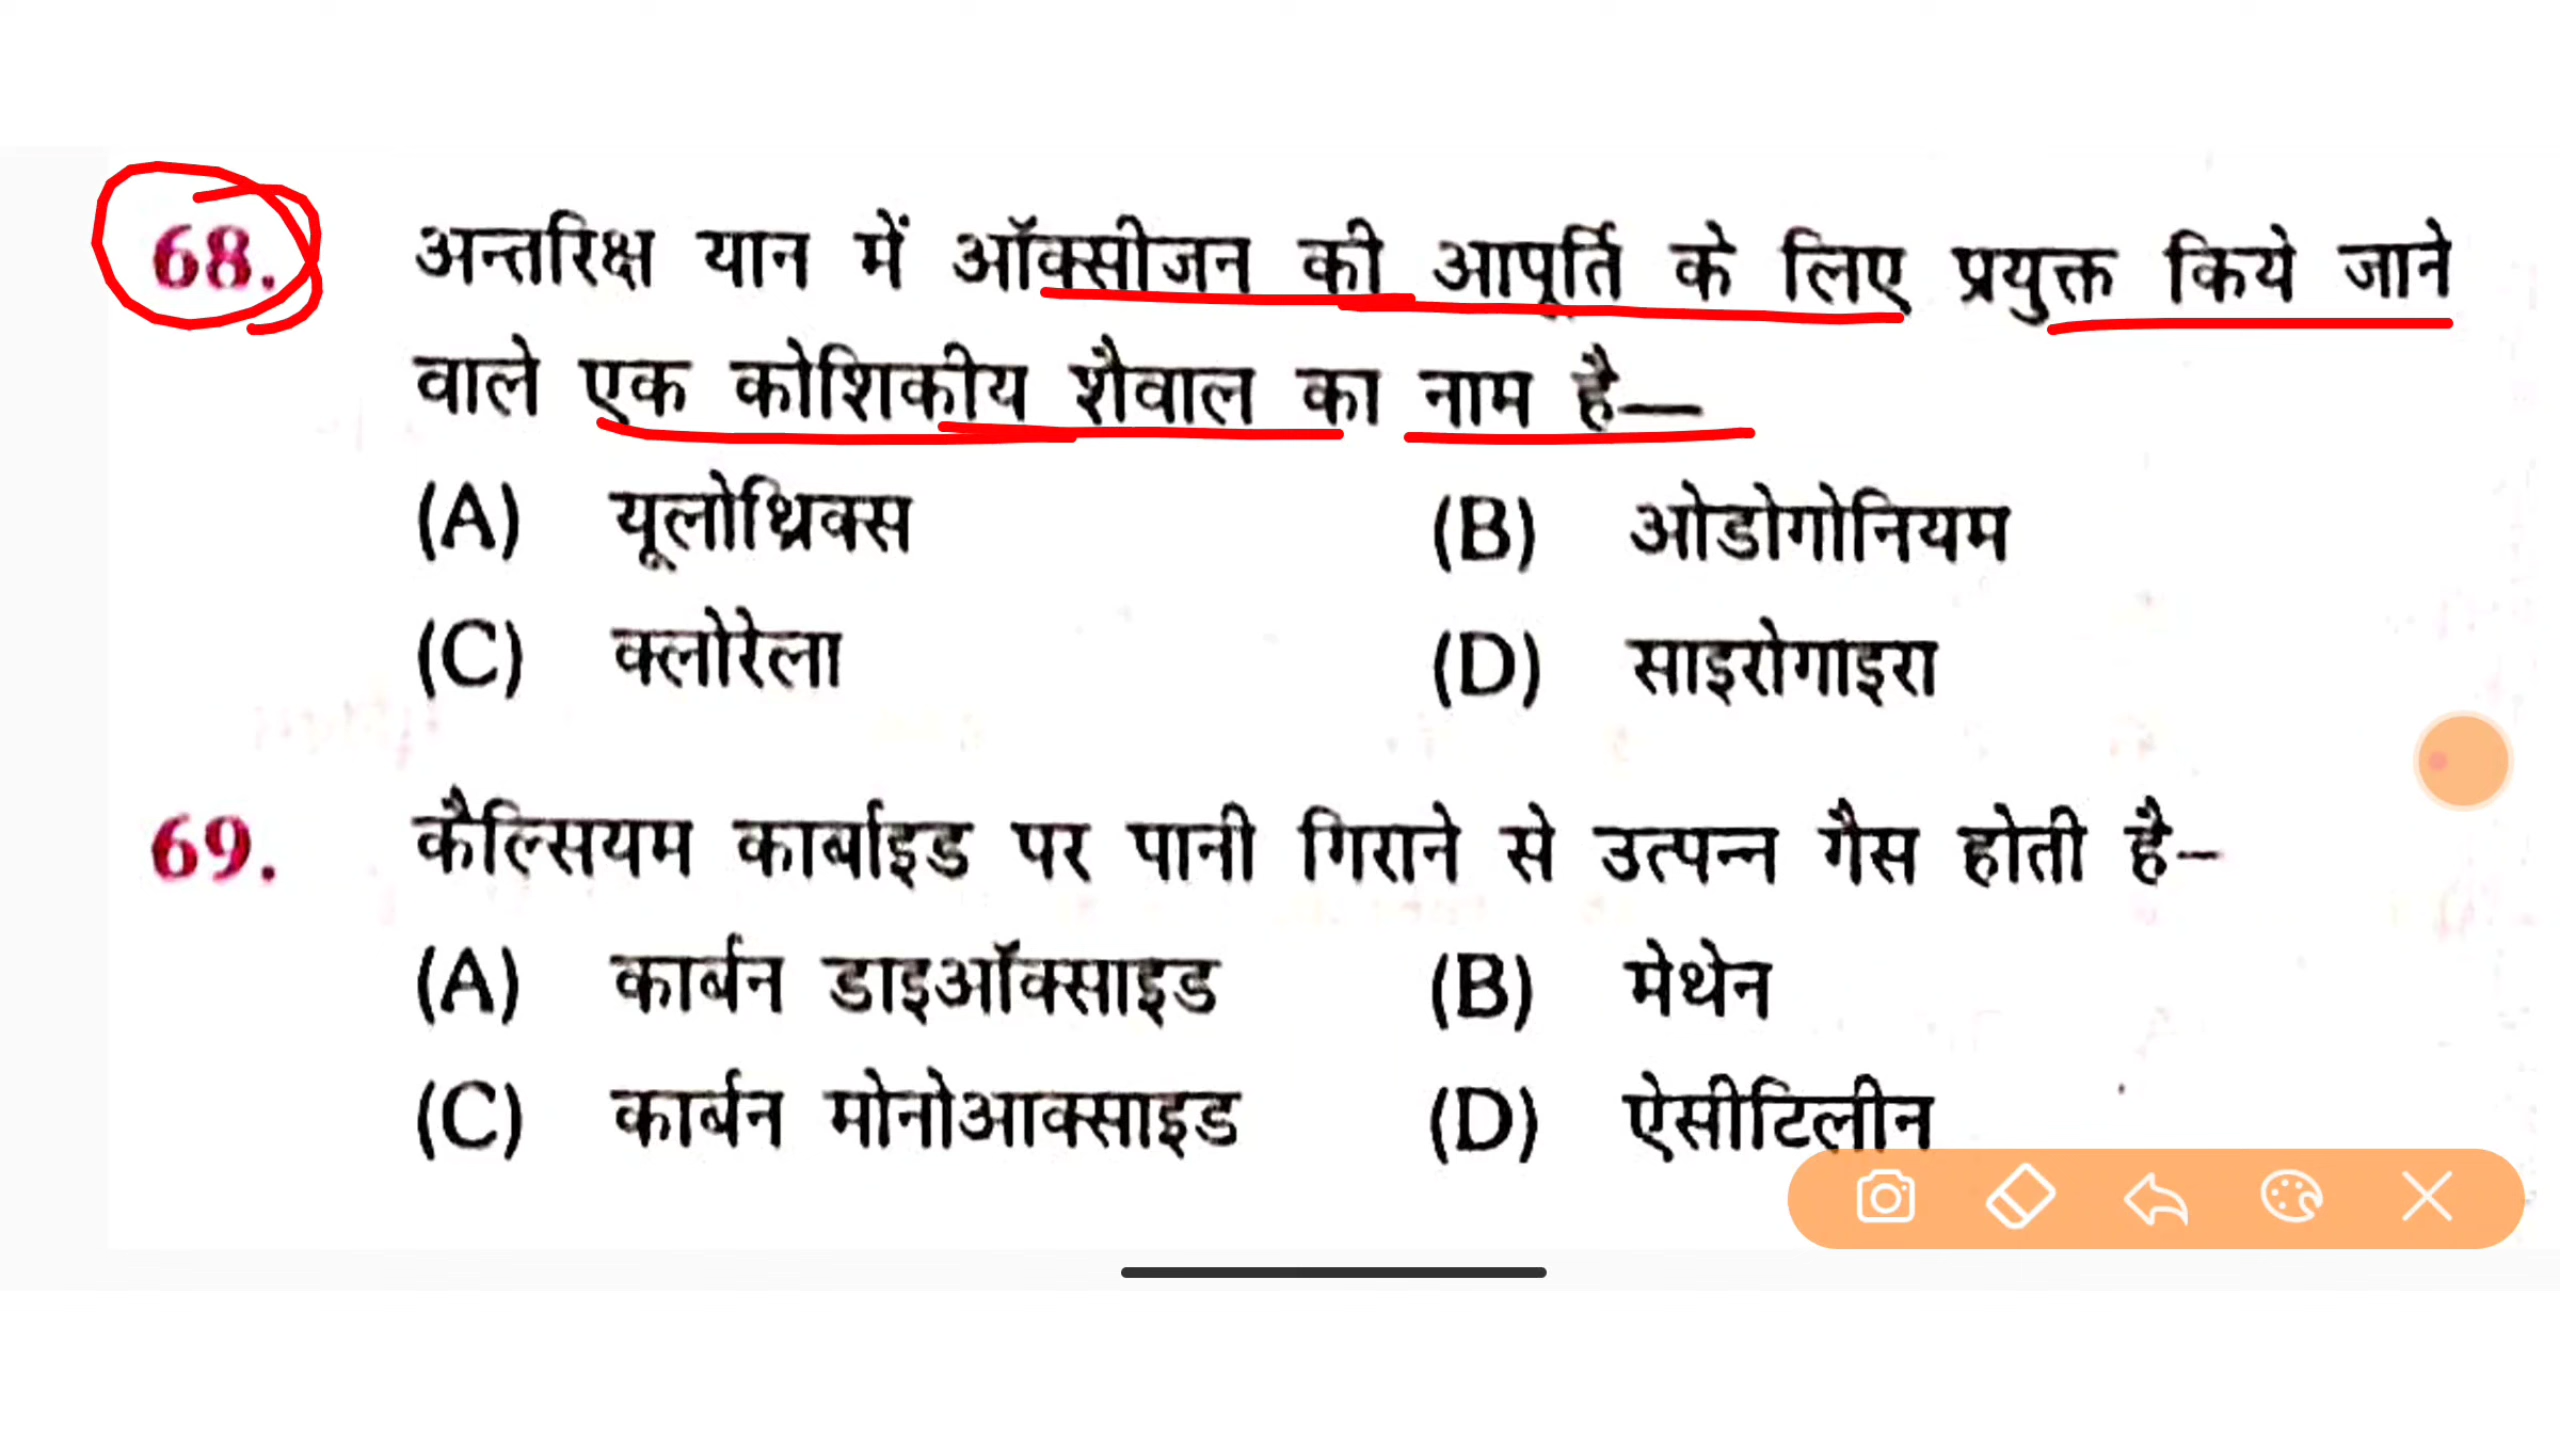 68. अन्तरिक्ष यान में ऑक्सीजन की आपूर्ति के लिए प्रयुक्त किये जाने
वाले एक कोशिकीय शैवाल का नाम है—
(A) यूलोथ्रिक्स (B) ओडोगोनियम
(C) क्लोरेला (D) साइरोगाइरा
69. कैल्सियम कार्बाइड पर पानी गिराने से उत्पन्न गैस होती है–
(A) कार्बन डाइऑक्साइड (B) मेथेन
(C) कार्बन मोनोआक्साइड (D) ऐसीटिलीन